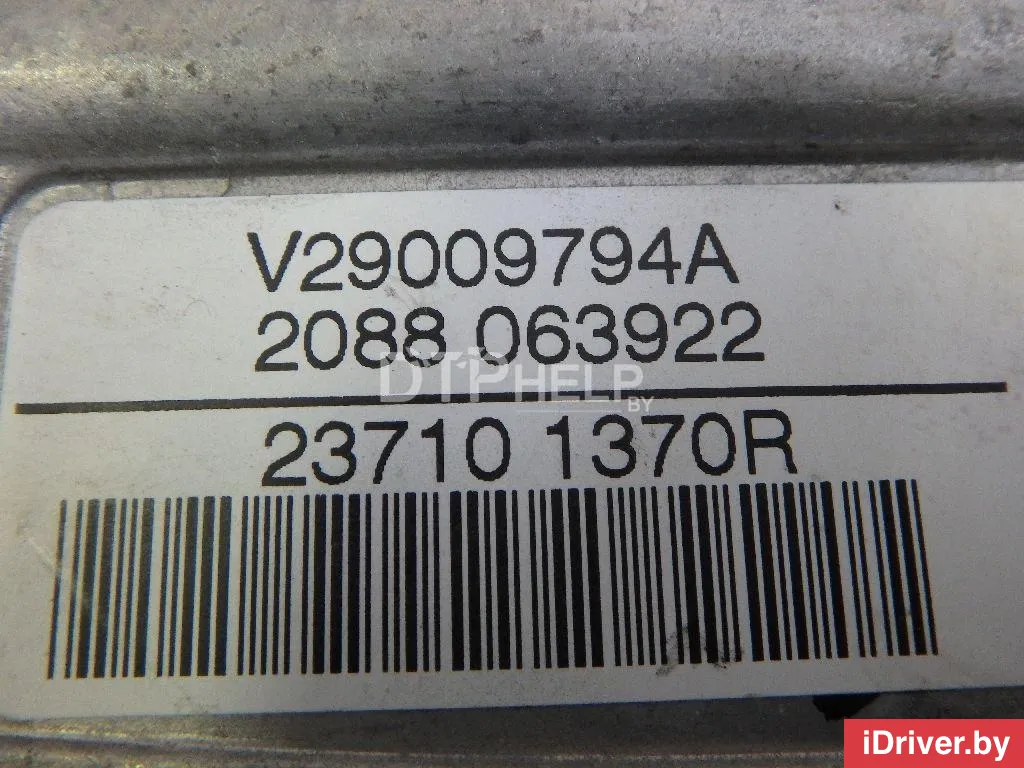 V29009794A
2088 063922
DTPHELP
BY
23710 1370R
iDriver.by